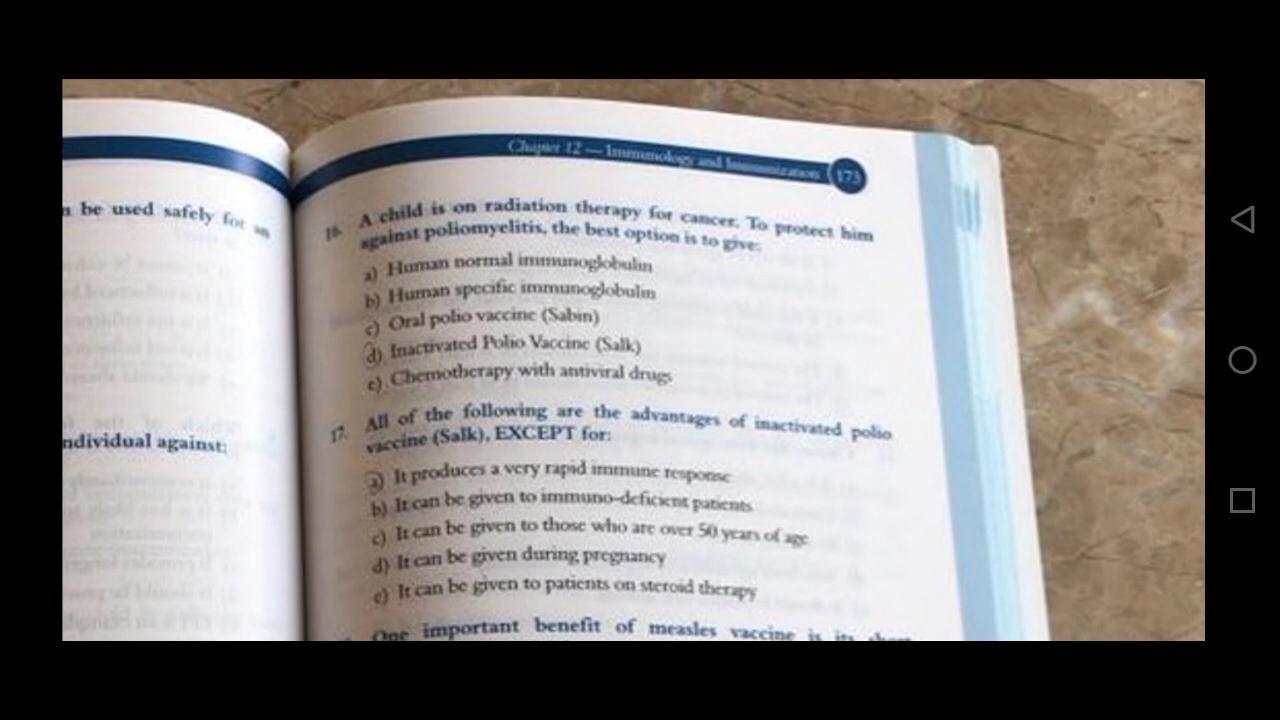 n be used safely for an
ndividual against:
Chapter 12 — Immunology and Immunization 173
16. A child is on radiation therapy for cancer. To protect him
against poliomyelitis, the best option is to give:
a) Human normal immunoglobulin
b) Human specific immunoglobulin
c) Oral polio vaccine (Sabin)
d) Inactivated Polio Vaccine (Salk)
e) Chemotherapy with antiviral drugs
17. All of the following are the advantages of inactivated polio
vaccine (Salk), EXCEPT for:
a) It produces a very rapid immune response
b) It can be given to immuno-deficient patients
c) It can be given to those who are over 50 years of age
d) It can be given during pregnancy
e) It can be given to patients on steroid therapy
One important benefit of measles vaccine is its short